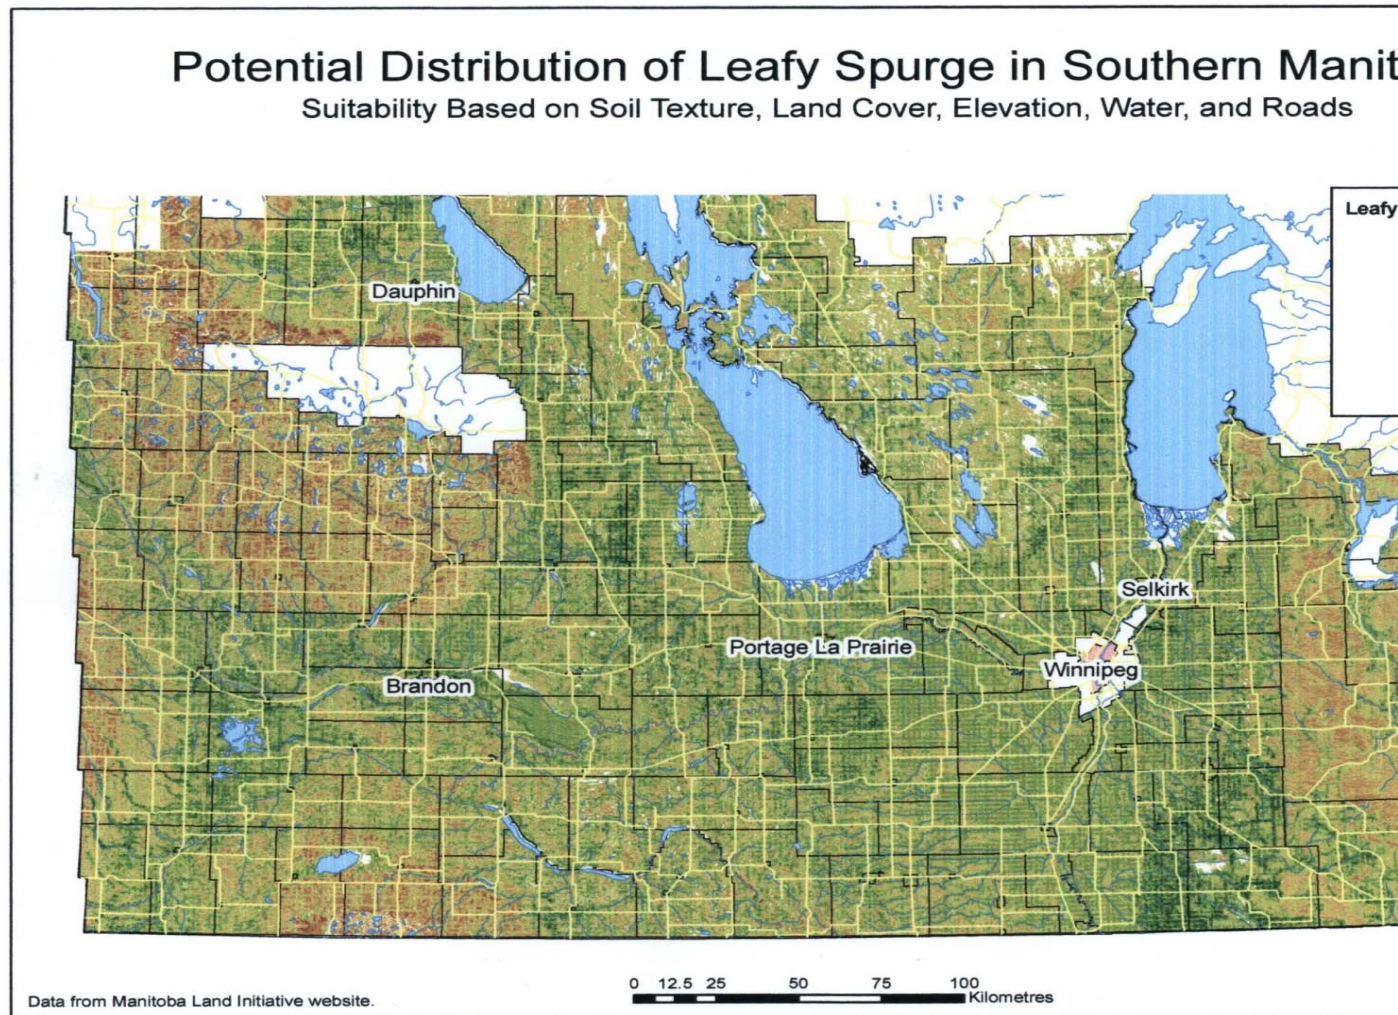 Potential Distribution of Leafy Spurge in Southern Manit
Suitability Based on Soil Texture, Land Cover, Elevation, Water, and Roads
Leafy
Dauphin
Selkirk
Portage La Prairie
Winnipeg
Brandon
0 12.5 25 50 75 100
Kilometres
Data from Manitoba Land Initiative website.